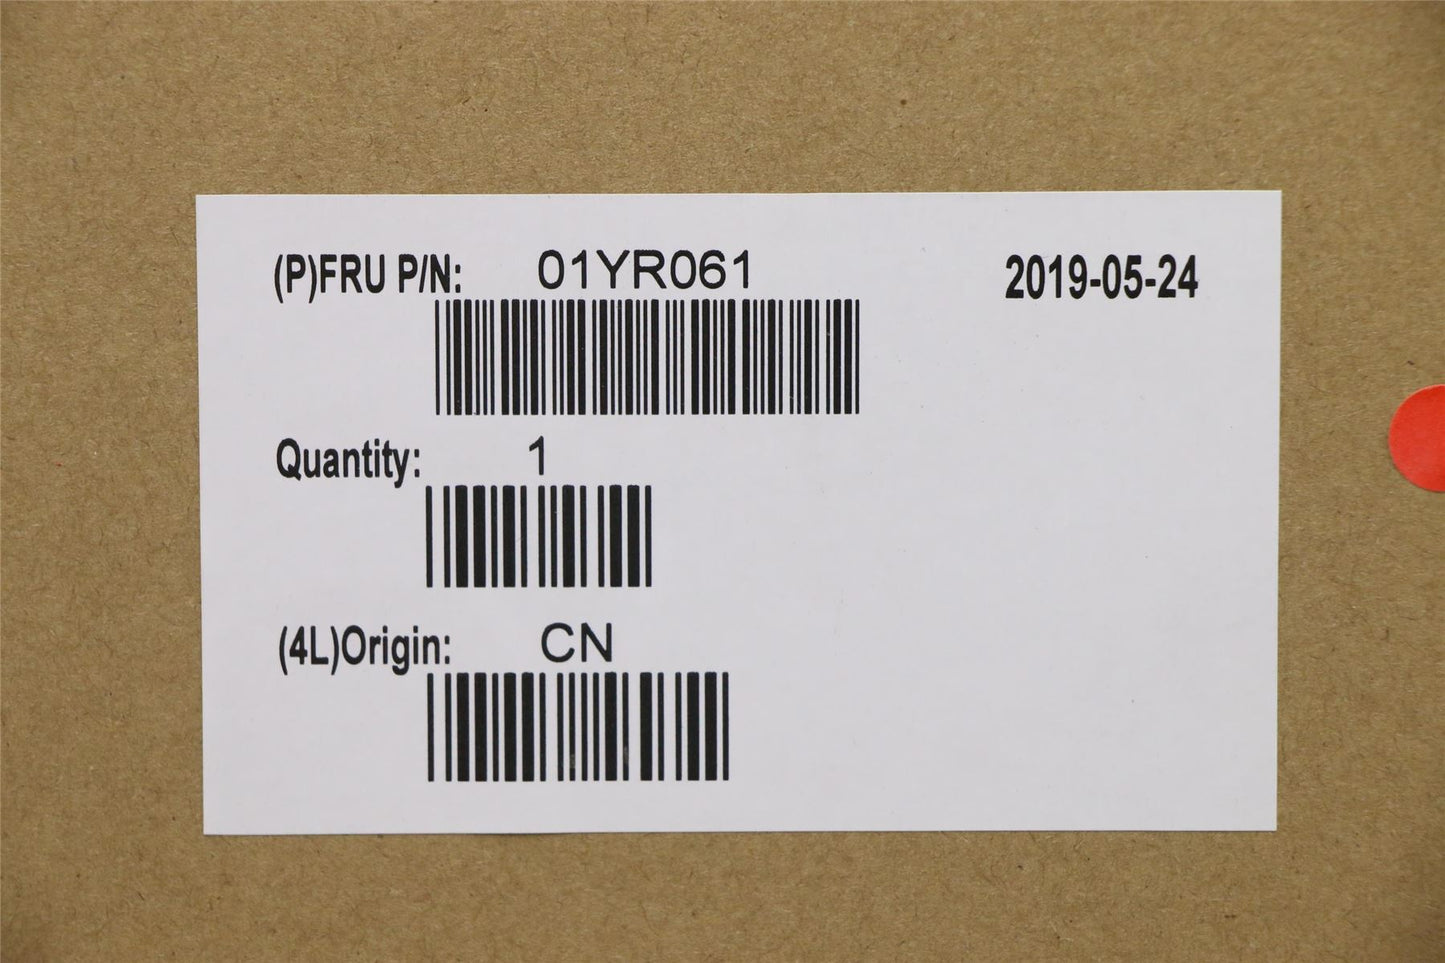 (P)FRU P/N: 01YR061 2019-05-24
Quantity: 1
(4L)Origin: CN